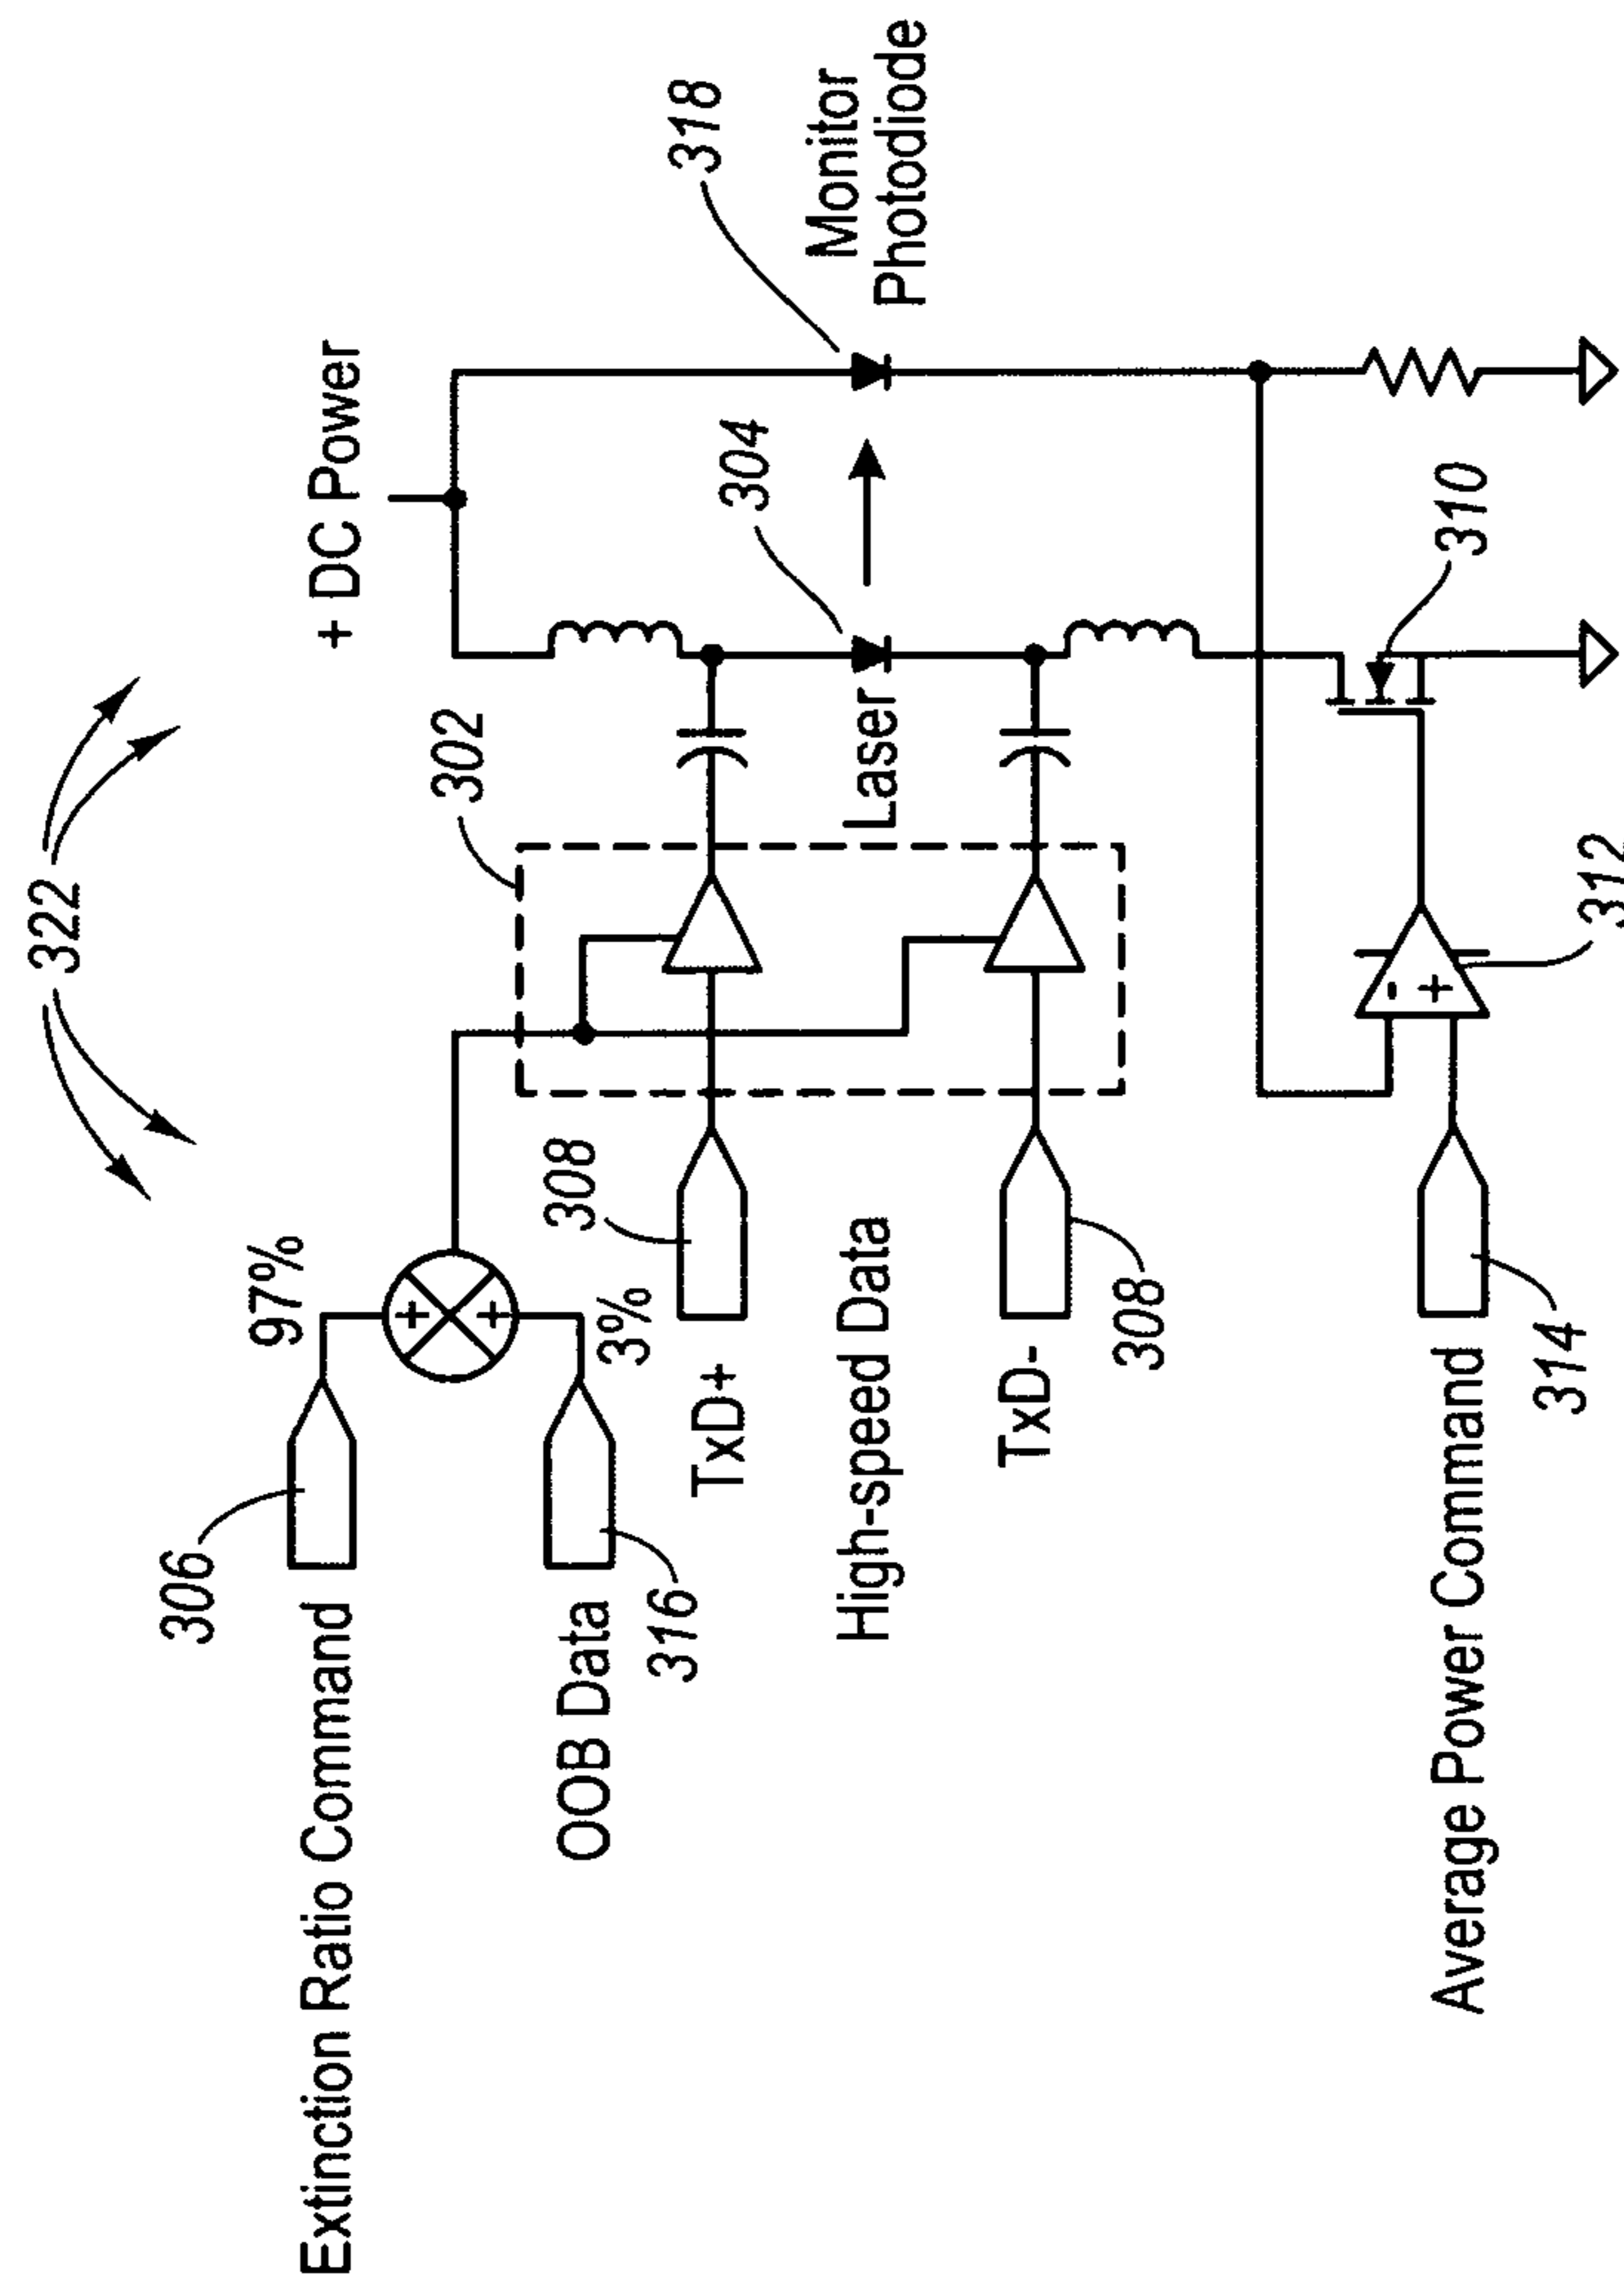 322
+ DC Power
318
302
304
97%
306
Extinction Ratio Command
+
+
308
Monitor
Photodiode
OOB Data
3%
316
TxD+
Laser
High-speed Data
TxD-
308
310
-
+
Average Power Command
314
312